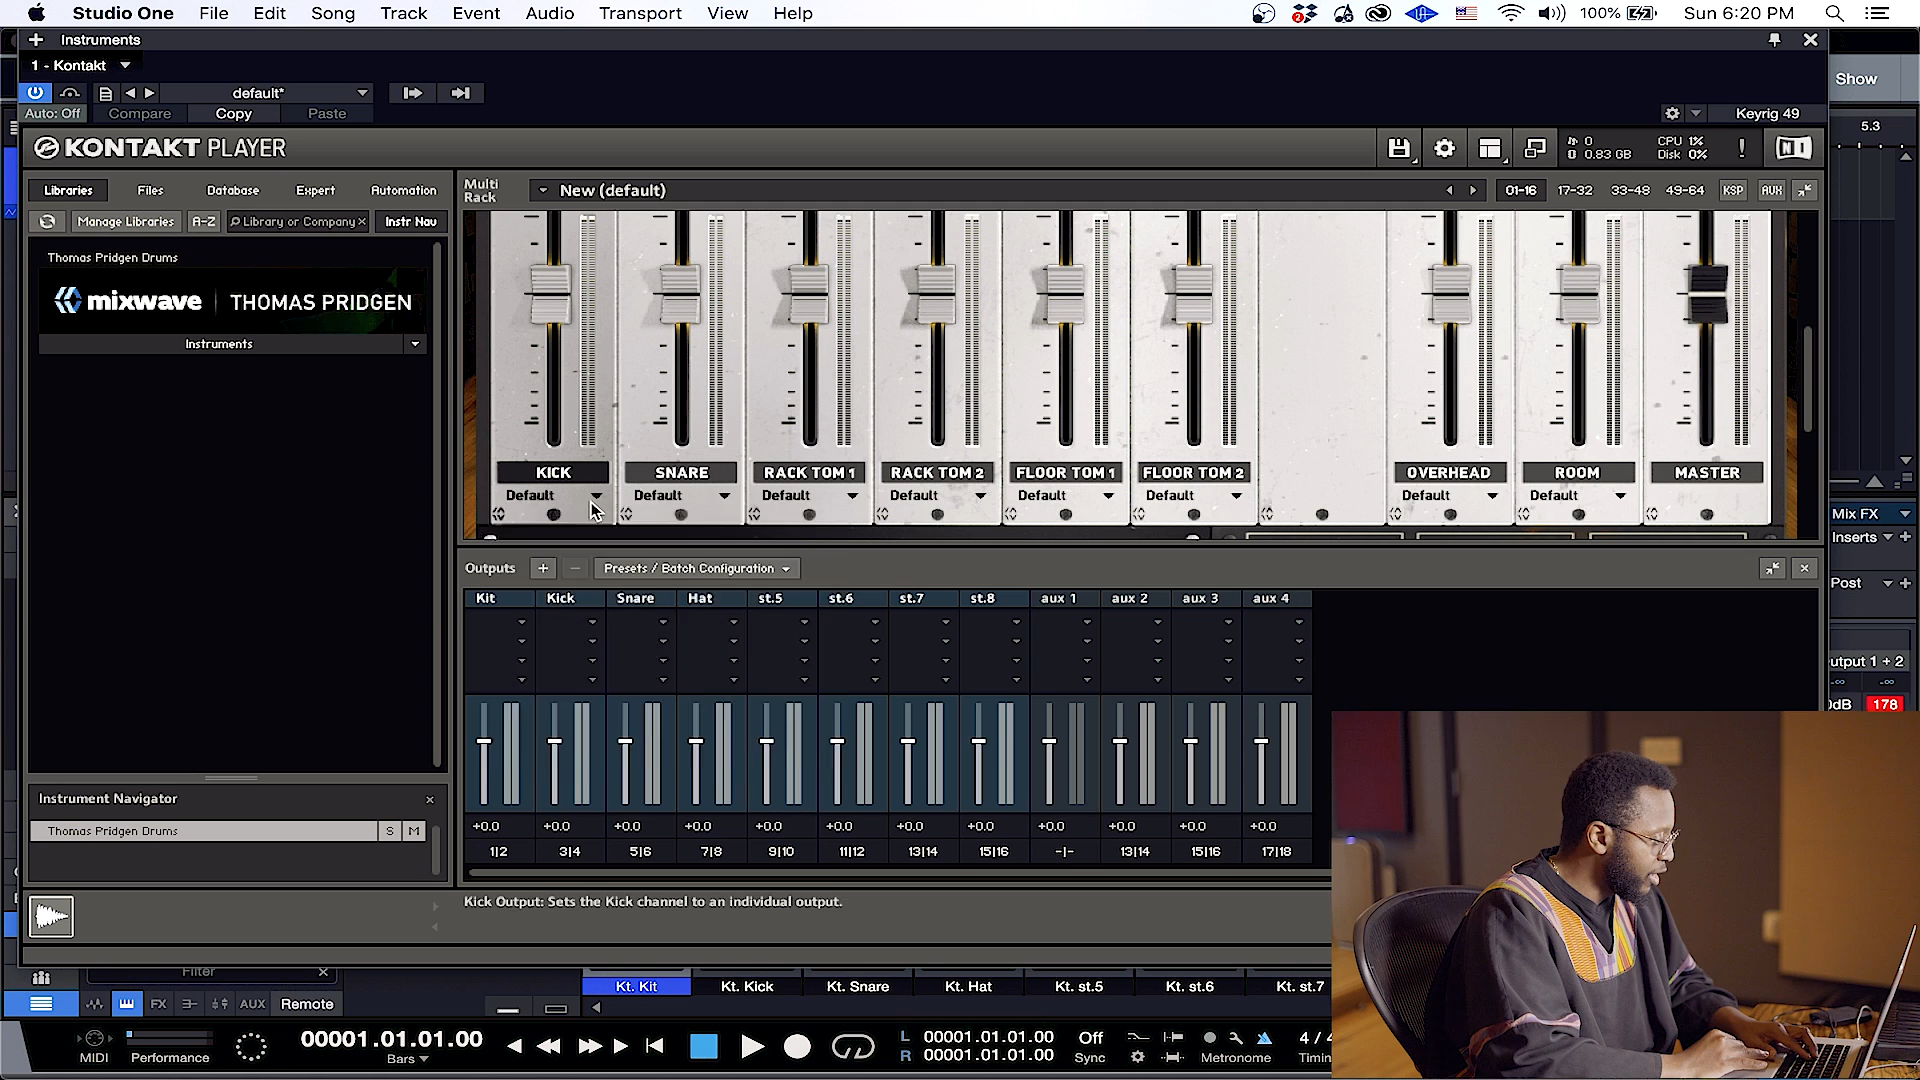 Studio One File Edit Song Track Event Audio Transport View Help
100% Sun 6:20 PM
Instruments
1 - Kontakt
Show
default*
Auto: Off Compare Copy Paste
Keyrig 49
5.3
KONTAKT PLAYER
0
0.83 GB
CPU 1%
Disk 0%
!
NI
Libraries Files Database Expert Automation
Multi Rack
New (default)
01-16 17-32 33-48 49-64 KSP AUX
Manage Libraries A-Z Library or Company Instr Nav
Thomas Pridgen Drums
mixwave THOMAS PRIDGEN
Instruments
KICK SNARE RACK TOM 1 RACK TOM 2 FLOOR TOM 1 FLOOR TOM 2 OVERHEAD ROOM MASTER
Default Default Default Default Default Default Default Default
Mix FX
Inserts
Post
Outputs + − Presets / Batch Configuration
Kit Kick Snare Hat st.5 st.6 st.7 st.8 aux 1 aux 2 aux 3 aux 4
utput 1 + 2
-∞ -∞
0dB 178
Instrument Navigator
Thomas Pridgen Drums S M
+0.0 +0.0 +0.0 +0.0 +0.0 +0.0 +0.0 +0.0 +0.0 +0.0 +0.0 +0.0
1|2 3|4 5|6 7|8 9|10 11|12 13|14 15|16 -|- 13|14 15|16 17|18
Kick Output: Sets the Kick channel to an individual output.
Filter
Kt. Kit Kt. Kick Kt. Snare Kt. Hat Kt. st.5 Kt. st.6 Kt. st.7
FX AUX Remote
MIDI Performance
00001.01.01.00
Bars
L 00001.01.01.00
R 00001.01.01.00
Off
Sync
Metronome
4 / 4
Timin